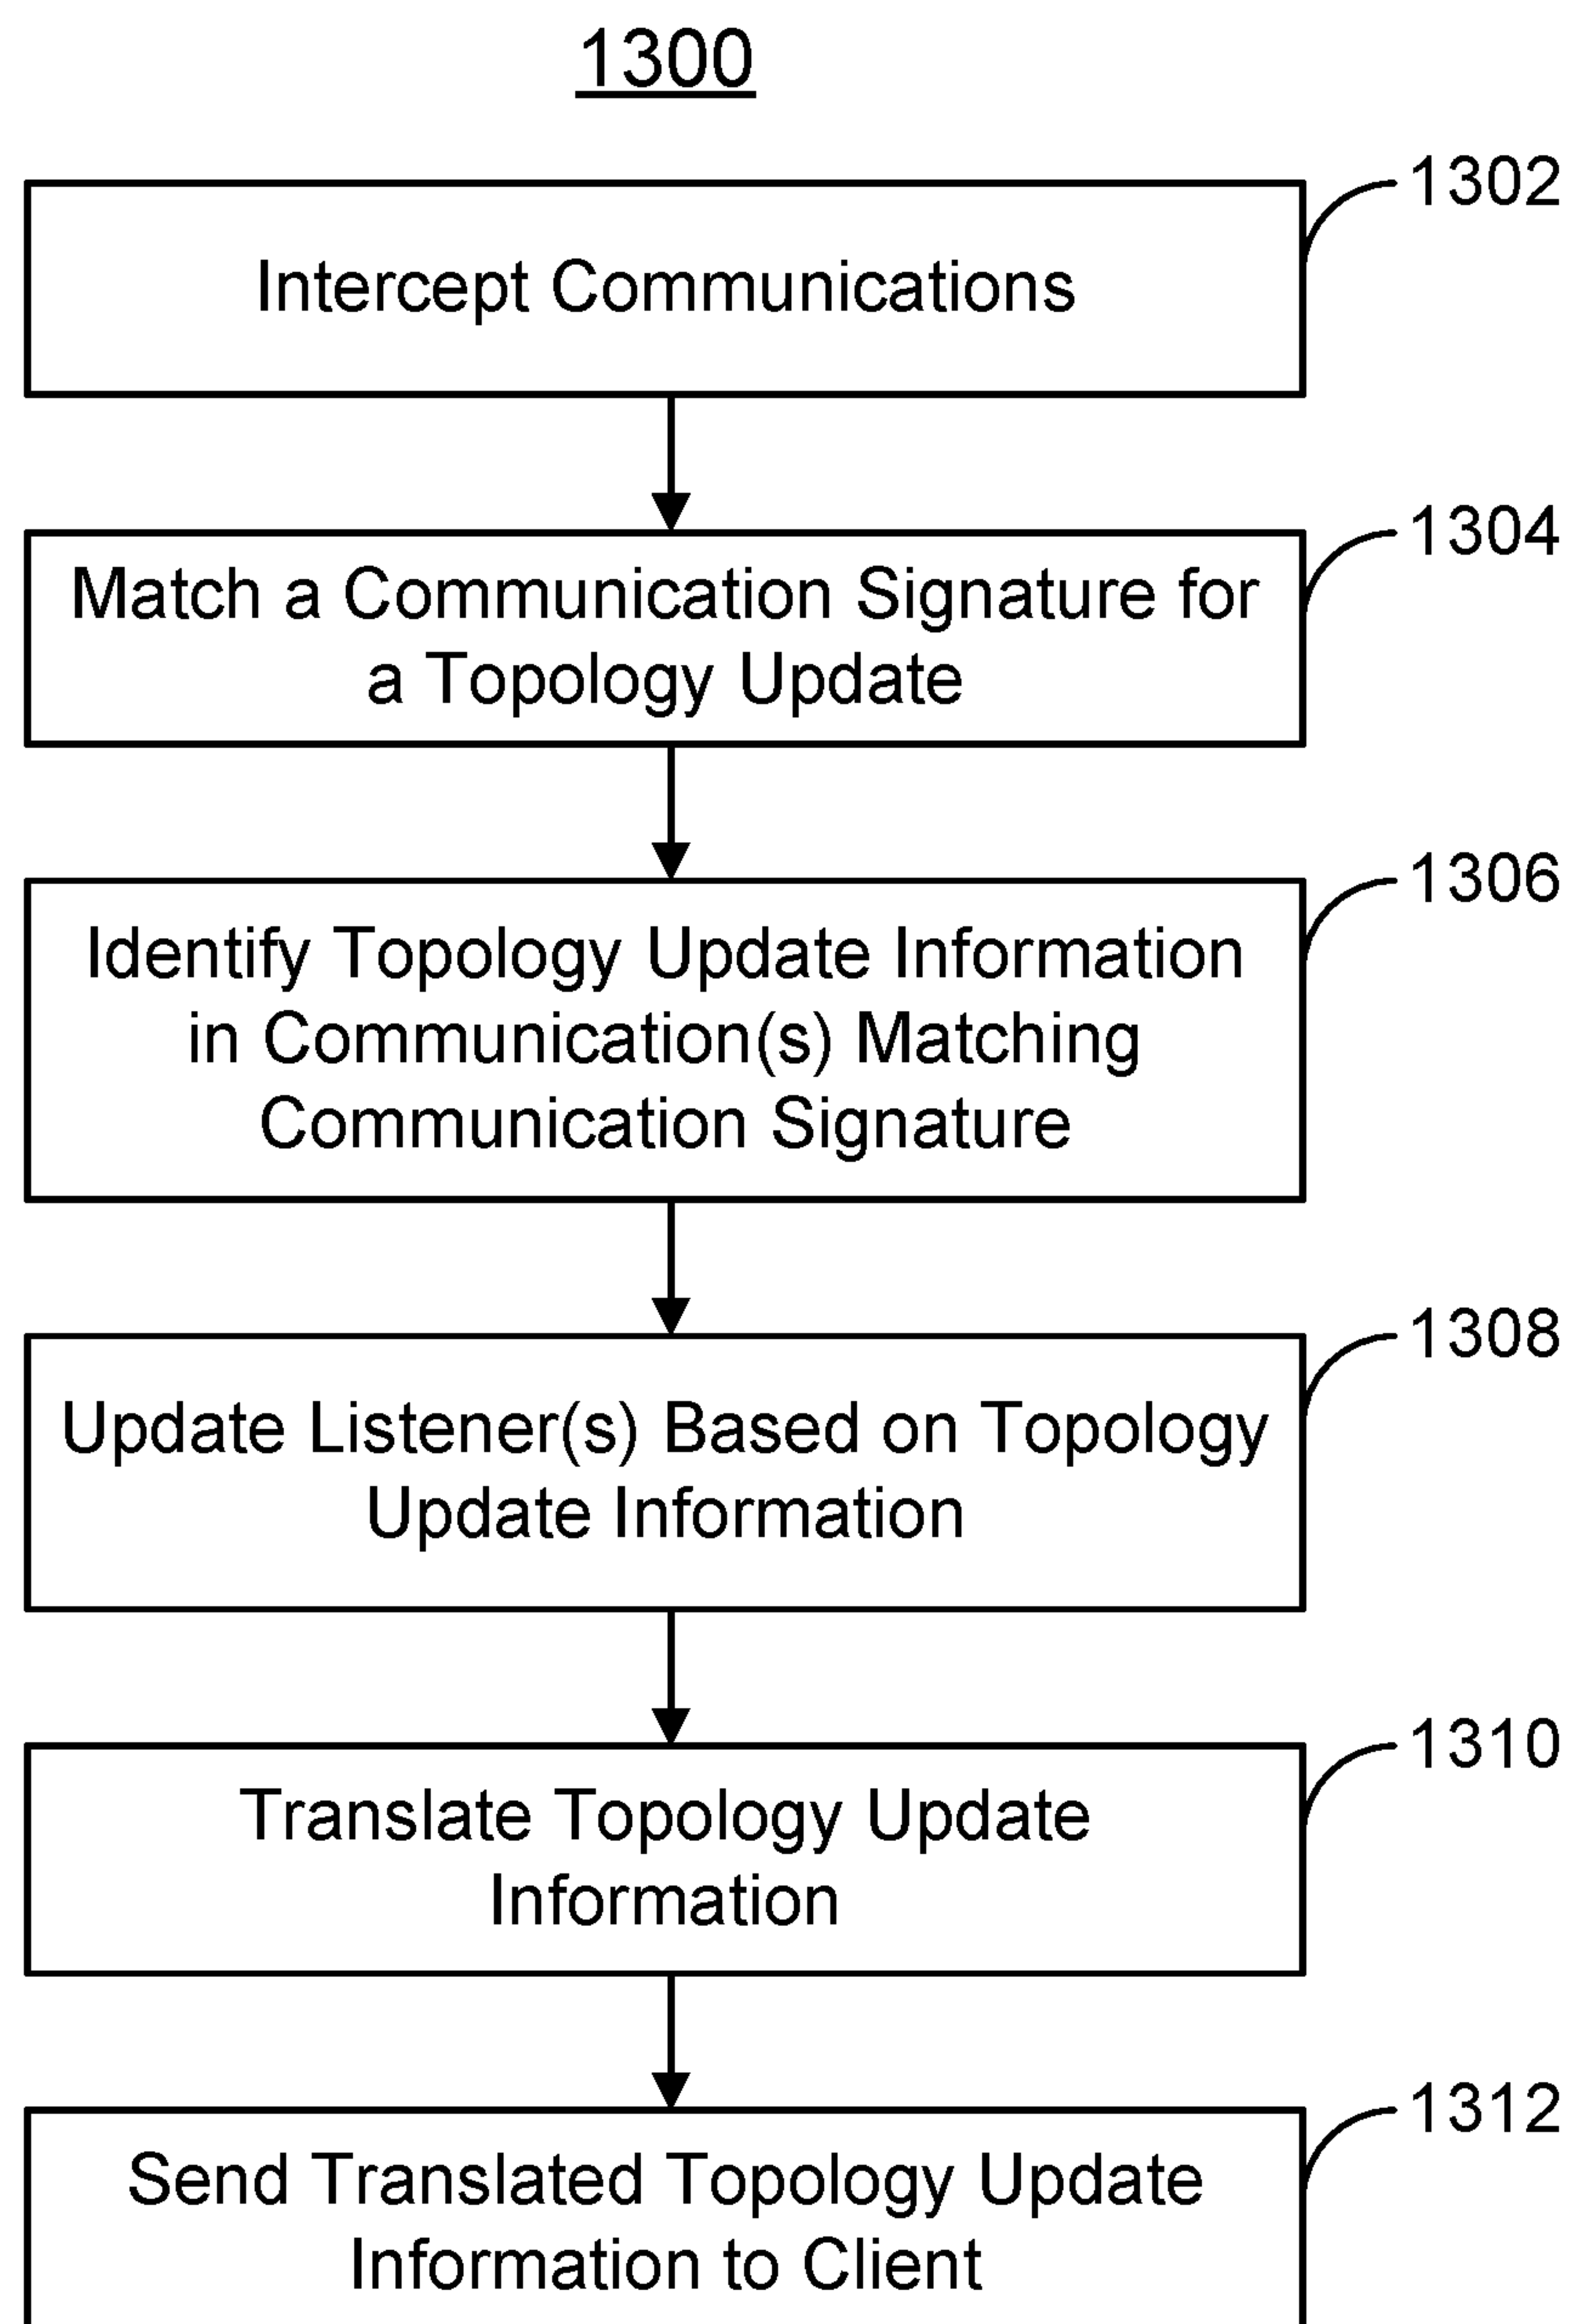 1300
1302
Intercept Communications
1304
Match a Communication Signature for
a Topology Update
1306
Identify Topology Update Information
in Communication(s) Matching
Communication Signature
1308
Update Listener(s) Based on Topology
Update Information
1310
Translate Topology Update
Information
1312
Send Translated Topology Update
Information to Client